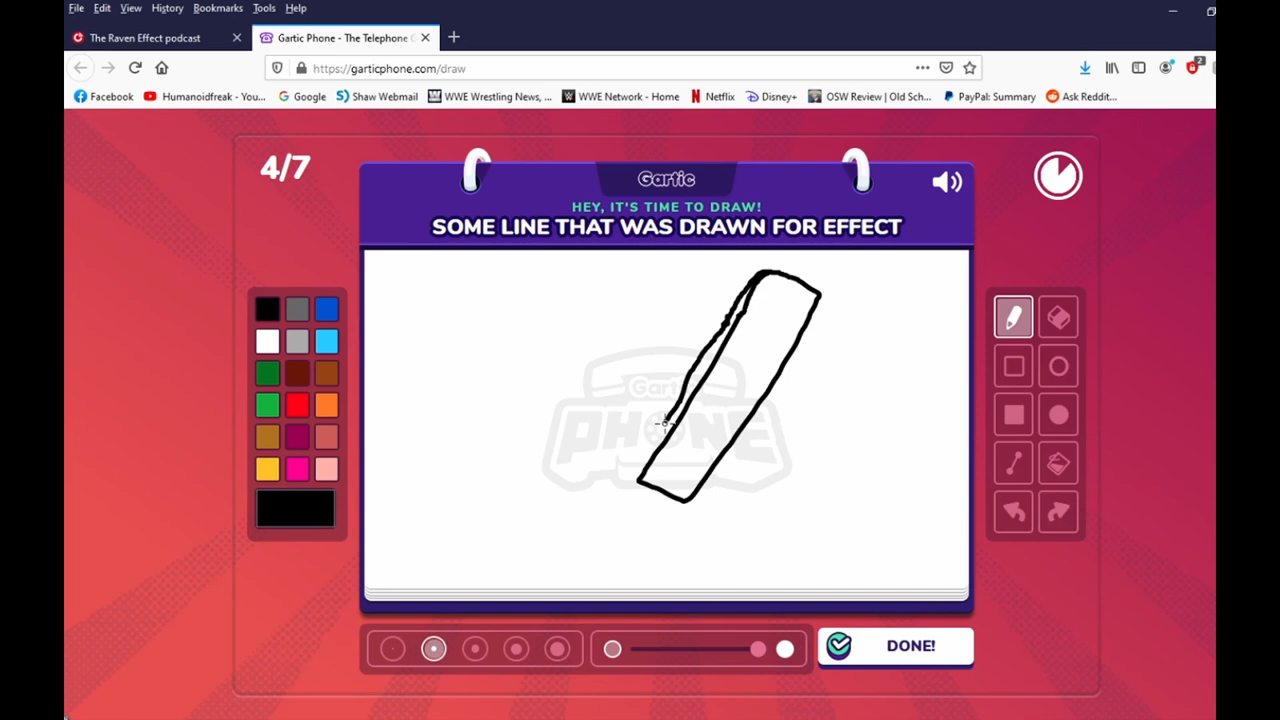 File Edit View History Bookmarks Tools Help
The Raven Effect podcast
Gartic Phone - The Telephone G
https://garticphone.com/draw
Facebook Humanoidfreak - You... Google Shaw Webmail WWE Wrestling News, ... WWE Network - Home Netflix Disney+ OSW Review | Old Sch... PayPal: Summary Ask Reddit...
2
4/7
Gartic
HEY, IT'S TIME TO DRAW!
SOME LINE THAT WAS DRAWN FOR EFFECT
Gartic
PHONE
DONE!